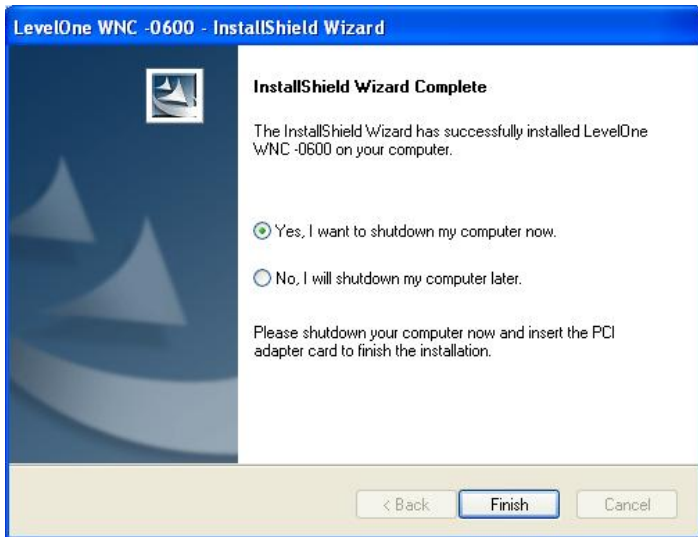 LevelOne WNC -0600 - InstallShield Wizard
InstallShield Wizard Complete
The InstallShield Wizard has successfully installed LevelOne
WNC -0600 on your computer.
Yes, I want to shutdown my computer now.
No, I will shutdown my computer later.
Please shutdown your computer now and insert the PCI
adapter card to finish the installation.
< Back Finish Cancel